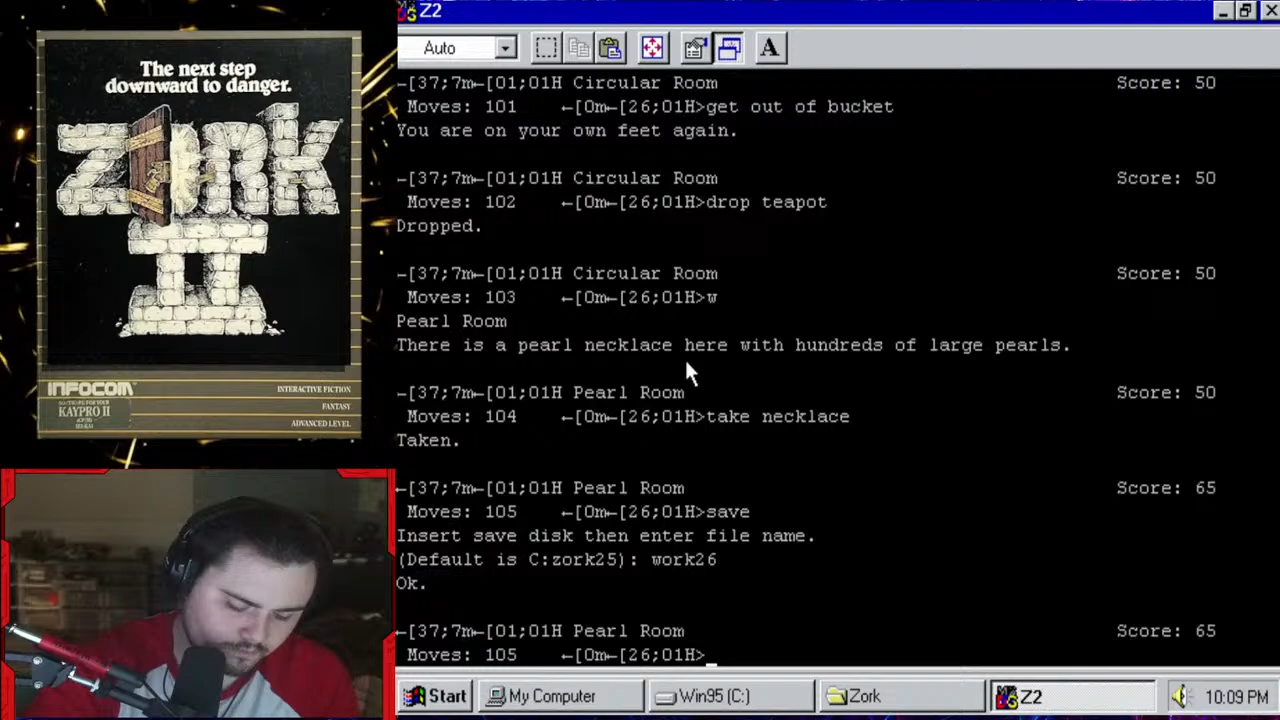 The next step
downward to danger.
ZORK
II
INFOCOM
INTERACTIVE FICTION
FANTASY
ADVANCED LEVEL
KAYPRO II
Z2
Auto
A
←[37;7m←[01;01H Circular Room Score: 50
Moves: 101 ←[0m←[26;01H>get out of bucket
You are on your own feet again.
←[37;7m←[01;01H Circular Room Score: 50
Moves: 102 ←[0m←[26;01H>drop teapot
Dropped.
←[37;7m←[01;01H Circular Room Score: 50
Moves: 103 ←[0m←[26;01H>w
Pearl Room
There is a pearl necklace here with hundreds of large pearls.
←[37;7m←[01;01H Pearl Room Score: 50
Moves: 104 ←[0m←[26;01H>take necklace
Taken.
←[37;7m←[01;01H Pearl Room Score: 65
Moves: 105 ←[0m←[26;01H>save
Insert save disk then enter file name.
(Default is C:zork25): work26
Ok.
←[37;7m←[01;01H Pearl Room Score: 65
Moves: 105 ←[0m←[26;01H>_
Start My Computer Win95 (C:) Zork Z2 10:09 PM